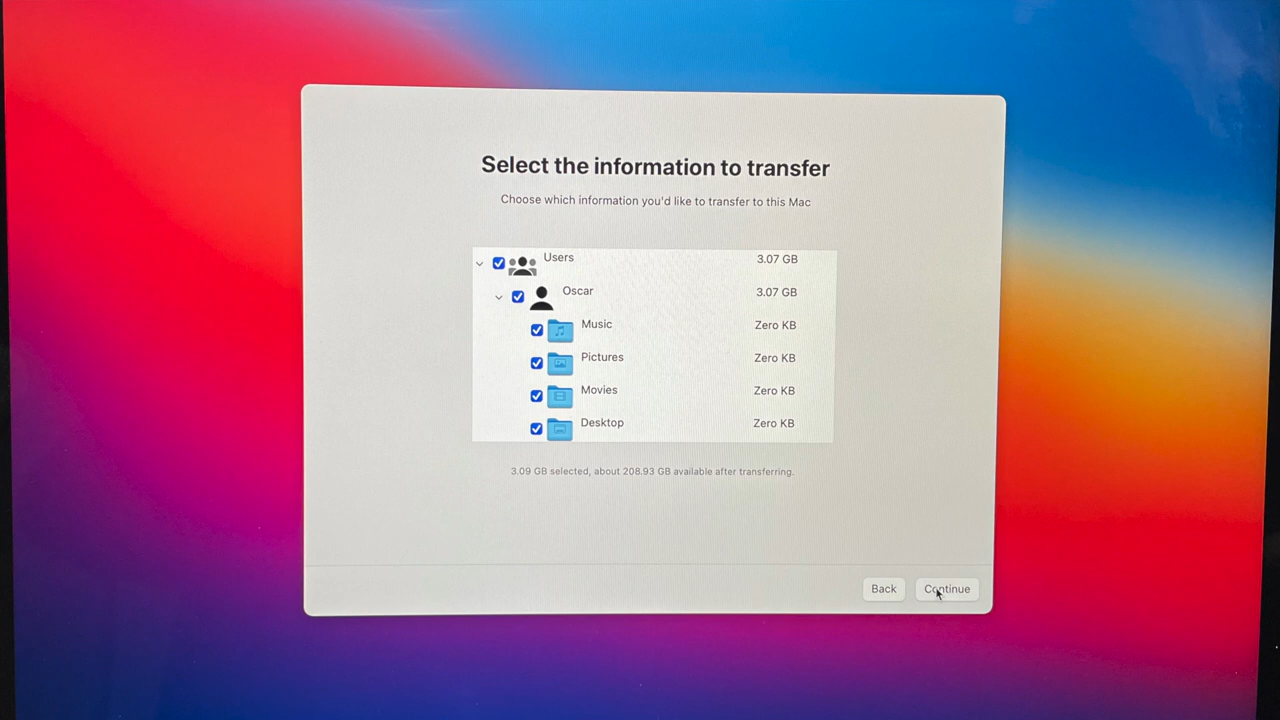 Select the information to transfer
Choose which information you'd like to transfer to this Mac
Users 3.07 GB
Oscar 3.07 GB
Music Zero KB
Pictures Zero KB
Movies Zero KB
Desktop Zero KB
3.09 GB selected, about 208.93 GB available after transferring.
Back Continue